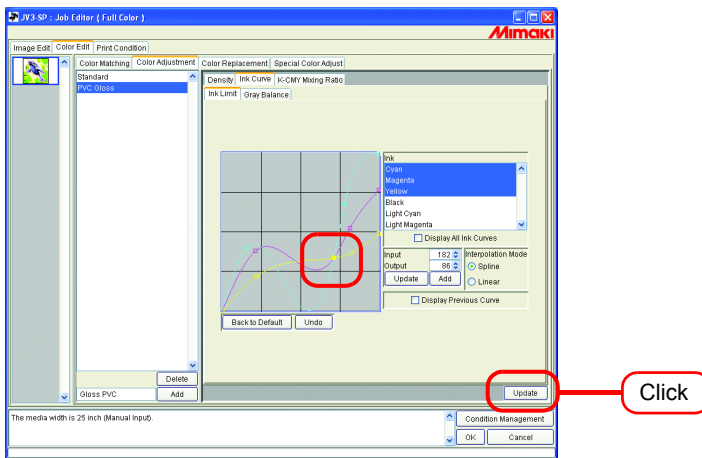 JV3-SP : Job Editor ( Full Color )
Mimaki
Image Edit Color Edit Print Condition
Color Matching Color Adjustment Color Replacement Special Color Adjust
Standard
PVC Gloss
Density Ink Curve K-CMY Mixing Ratio
Ink Limit Gray Balance
Ink
Cyan
Magenta
Yellow
Black
Light Cyan
Light Magenta
Display All Ink Curves
Input 182
Output 86
Update Add
Interpolation Mode
Spline
Linear
Display Previous Curve
Back to Default Undo
Delete
Gloss PVC Add
Update
Click
The media width is 25 inch (Manual Input).
Condition Management
OK Cancel